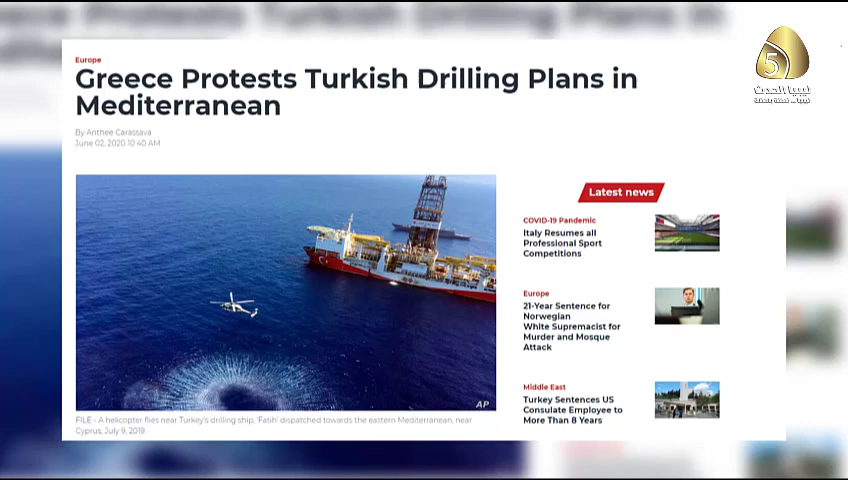 Europe
Greece Protests Turkish Drilling Plans in
Mediterranean
By Anthee Carassava
June 02, 2020 10:40 AM
AP
FILE - A helicopter flies near Turkey's drilling ship, 'Fatih' dispatched towards the eastern Mediterranean, near
Cyprus, July 9, 2019.
Latest news
COVID-19 Pandemic
Italy Resumes all
Professional Sport
Competitions
Europe
21-Year Sentence for
Norwegian
White Supremacist for
Murder and Mosque
Attack
Middle East
Turkey Sentences US
Consulate Employee to
More Than 8 Years
5
ليبيا الحدث